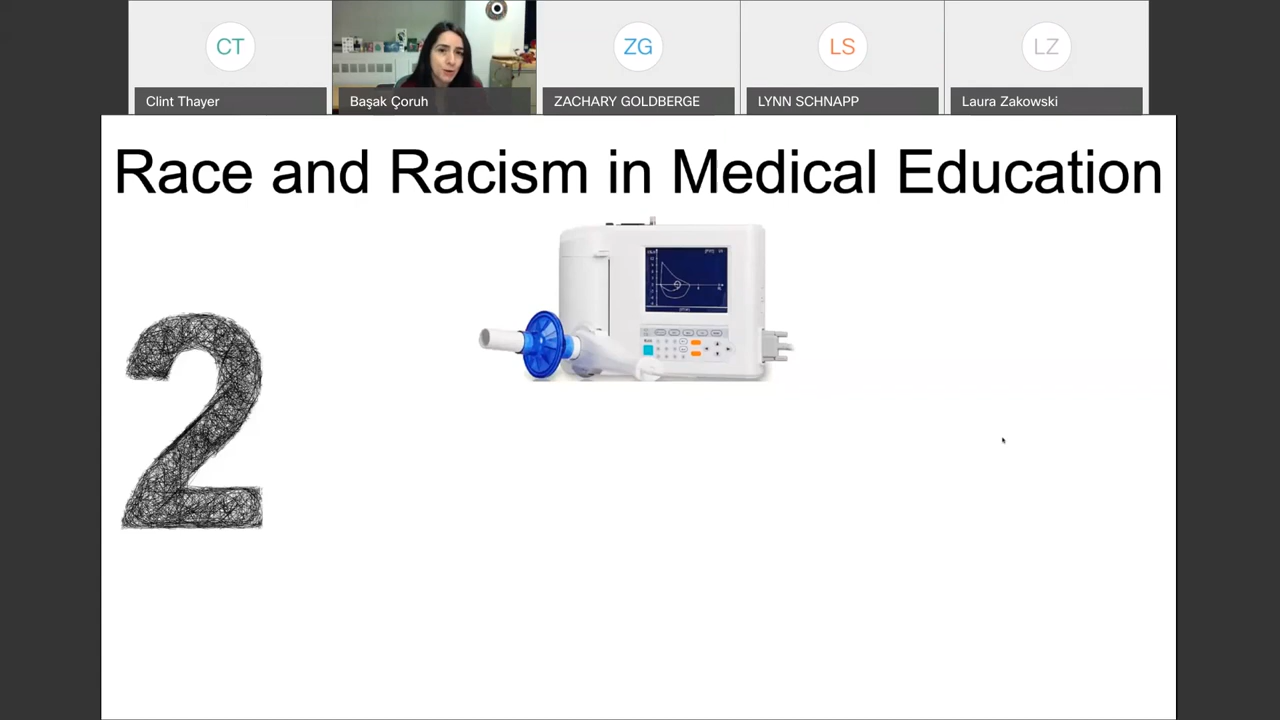 CT
ZG
LS
LZ
Clint Thayer
Başak Çoruh
ZACHARY GOLDBERGE
LYNN SCHNAPP
Laura Zakowski
Race and Racism in Medical Education
2